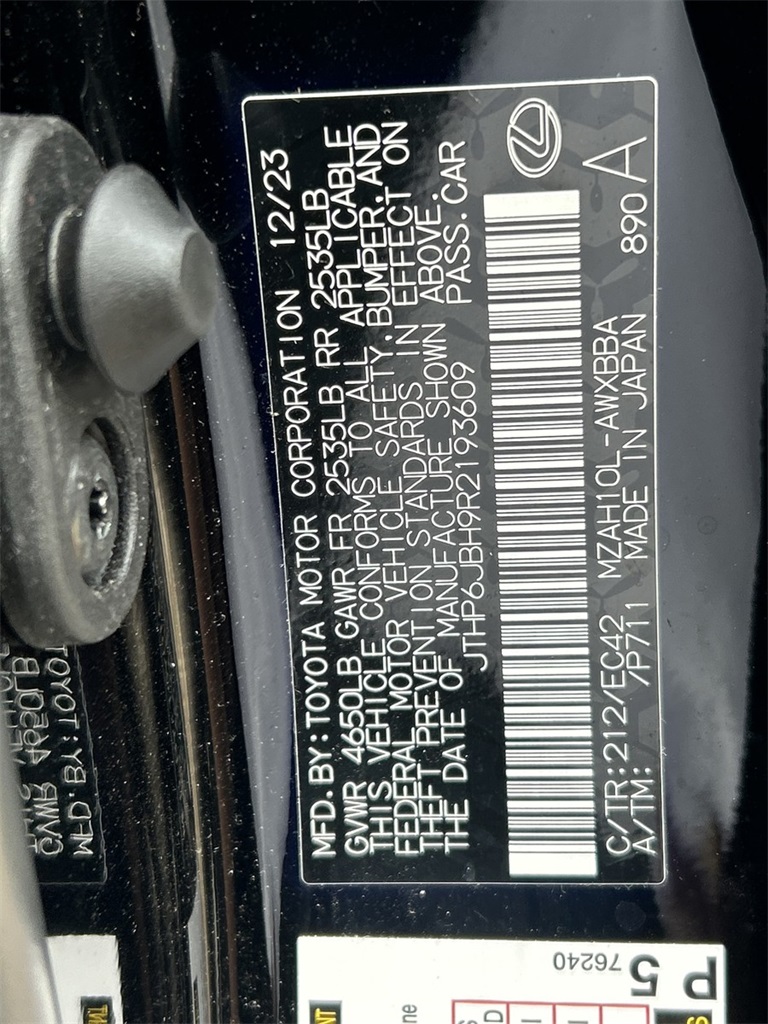 MFD. BY: TOYOTA MOTOR CORPORATION 12/23
GVWR 4650LB GAWR FR 2535LB RR 2535LB
THIS VEHICLE CONFORMS TO ALL APPLICABLE
FEDERAL MOTOR VEHICLE SAFETY, BUMPER, AND
THEFT PREVENTION STANDARDS IN EFFECT ON
THE DATE OF MANUFACTURE SHOWN ABOVE.
JTHP6JBH9R2193609 PASS. CAR
C/TR: 212/EC42 MZAH10L-AWXBBA 890 A
A/TM: /P711 MADE IN JAPAN
P 5
76240